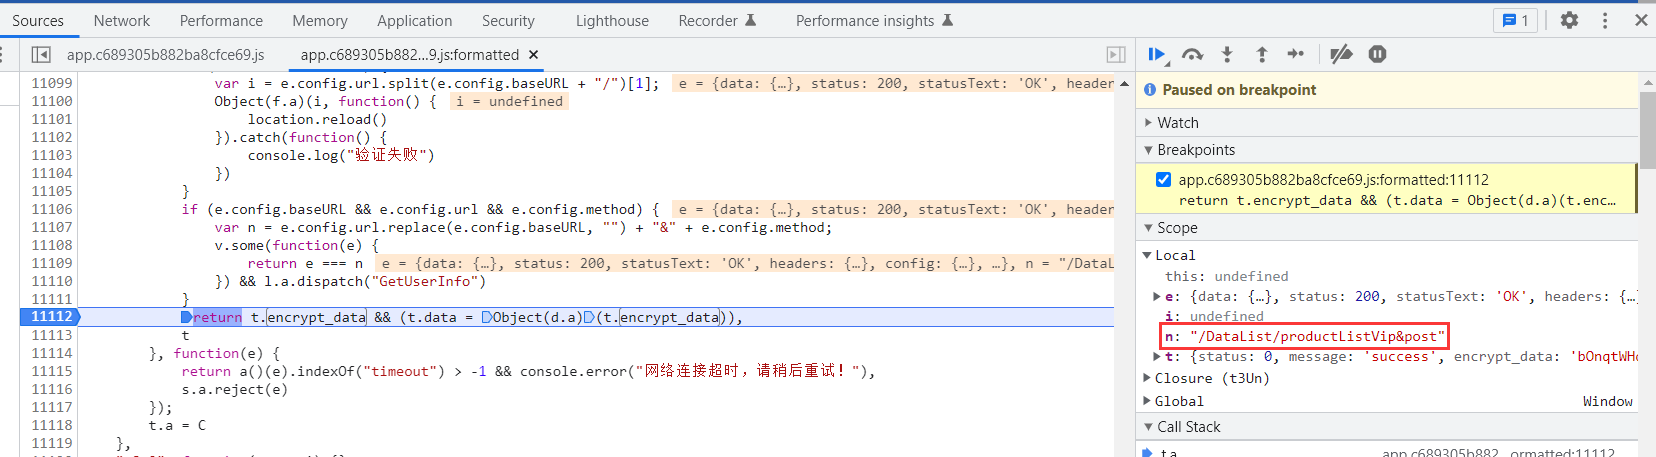 Sources Network Performance Memory Application Security Lighthouse Recorder Performance insights 1
app.c689305b882ba8cfce69.js app.c689305b882...9.js:formatted
11099 var i = e.config.url.split(e.config.baseURL + "/")[1]; e = {data: {…}, status: 200, statusText: 'OK', header
11100 Object(f.a)(i, function() { i = undefined
11101 location.reload()
11102 }).catch(function() {
11103 console.log("验证失败")
11104 })
11105 }
11106 if (e.config.baseURL && e.config.url && e.config.method) { e = {data: {…}, status: 200, statusText: 'OK', header
11107 var n = e.config.url.replace(e.config.baseURL, "") + "&" + e.config.method;
11108 v.some(function(e) {
11109 return e === n e = {data: {…}, status: 200, statusText: 'OK', headers: {…}, config: {…}, …}, n = "/DataL
11110 }) && l.a.dispatch("GetUserInfo")
11111 }
11112 return t.encrypt_data && (t.data = Object(d.a)(t.encrypt_data)),
11113 t
11114 }, function(e) {
11115 return a()(e).indexOf("timeout") > -1 && console.error("网络连接超时，请稍后重试！"),
11116 s.a.reject(e)
11117 });
11118 t.a = C
11119 },
Paused on breakpoint
Watch
Breakpoints
app.c689305b882ba8cfce69.js:formatted:11112
return t.encrypt_data && (t.data = Object(d.a)(t.enc…
Scope
Local
this: undefined
e: {data: {…}, status: 200, statusText: 'OK', headers: {…}
i: undefined
n: "/DataList/productListVip&post"
t: {status: 0, message: 'success', encrypt_data: 'bOnqtWH
Closure (t3Un)
Global Window
Call Stack
t.a app.c689305b882...ormatted:11112